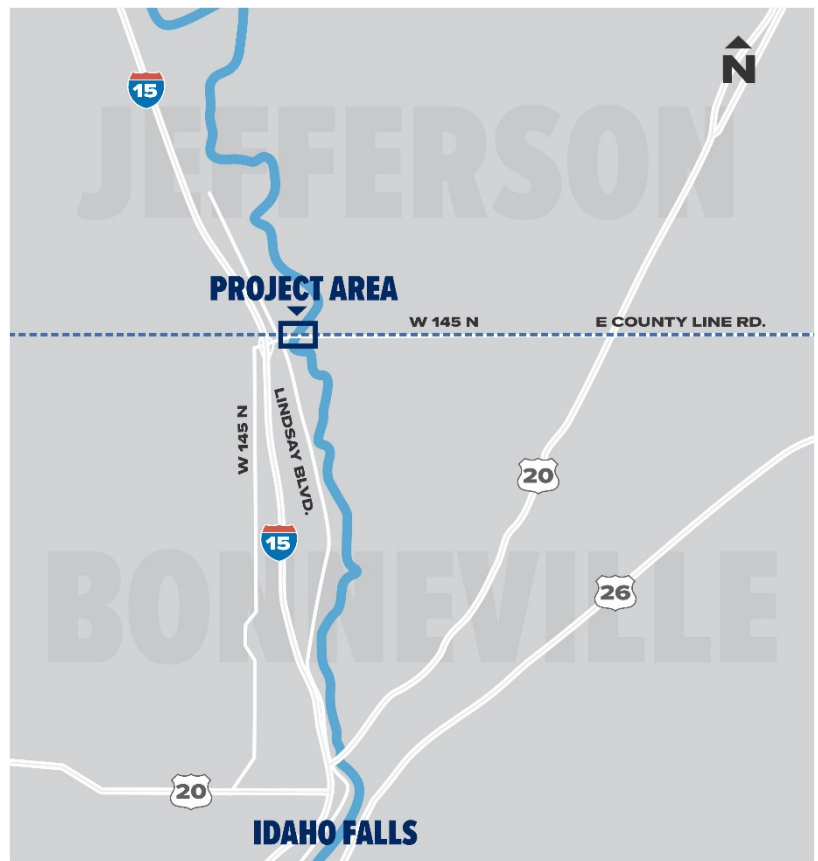 15
N
JEFFERSON
PROJECT AREA
W 145 N
E COUNTY LINE RD.
W 145 N
LINDSAY BLVD.
20
15
26
BONNEVILLE
20
IDAHO FALLS